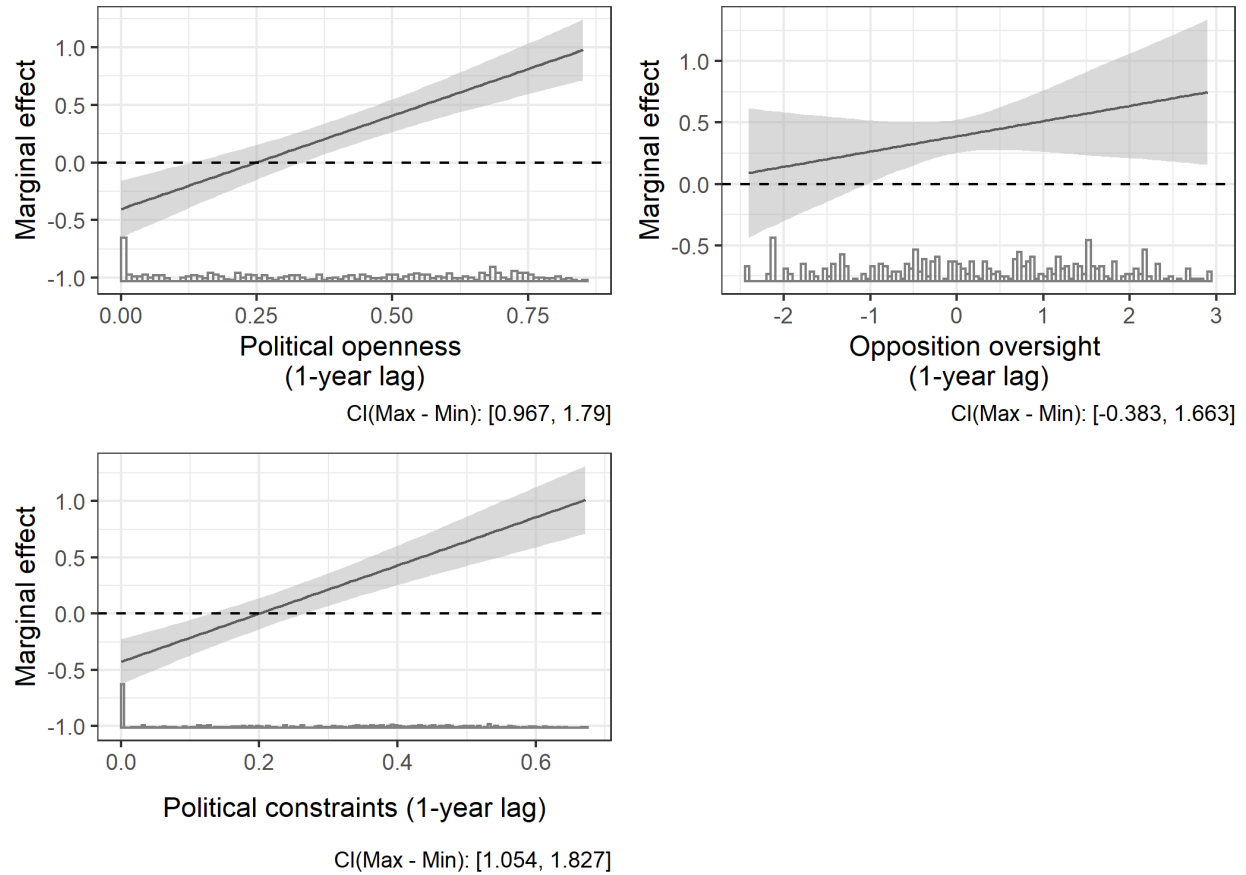 Marginal effect
1.0
0.5
0.0
-0.5
-1.0
0.00 0.25 0.50 0.75
Political openness
(1-year lag)
CI(Max - Min): [0.967, 1.79]
Marginal effect
1.0
0.5
0.0
-0.5
-2 -1 0 1 2 3
Opposition oversight
(1-year lag)
CI(Max - Min): [-0.383, 1.663]
Marginal effect
1.0
0.5
0.0
-0.5
-1.0
0.0 0.2 0.4 0.6
Political constraints (1-year lag)
CI(Max - Min): [1.054, 1.827]